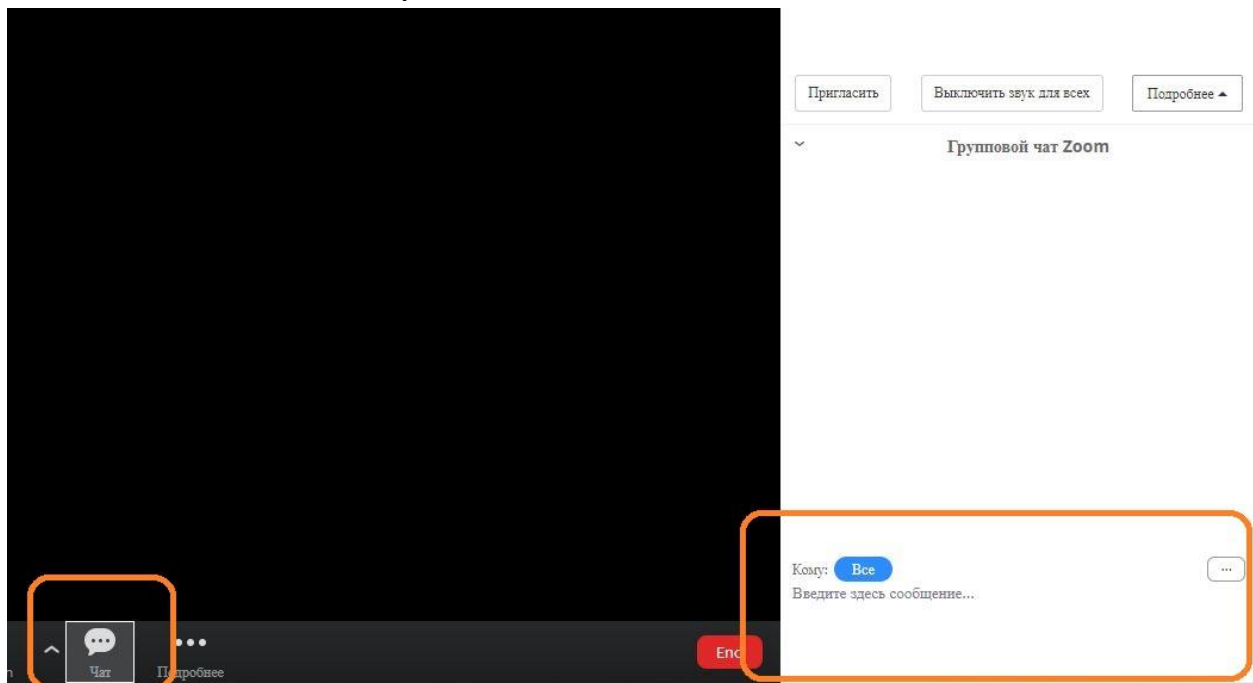 Пригласить
Выключить звук для всех
Подробнее
Групповой чат Zoom
Кому: Все
...
Введите здесь сообщение...
Чат
Подробнее
End